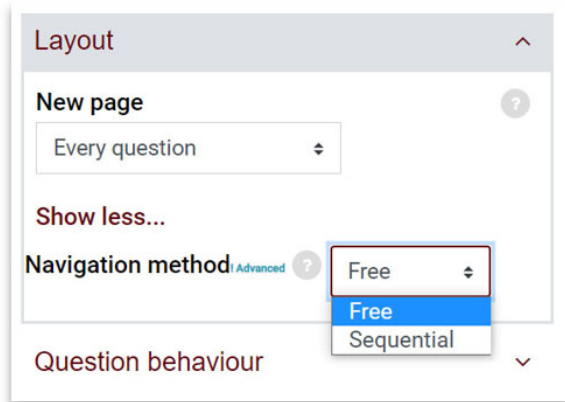 Layout
New page
?
Every question
Show less...
Navigation method ! Advanced ? Free
Free
Sequential
Question behaviour